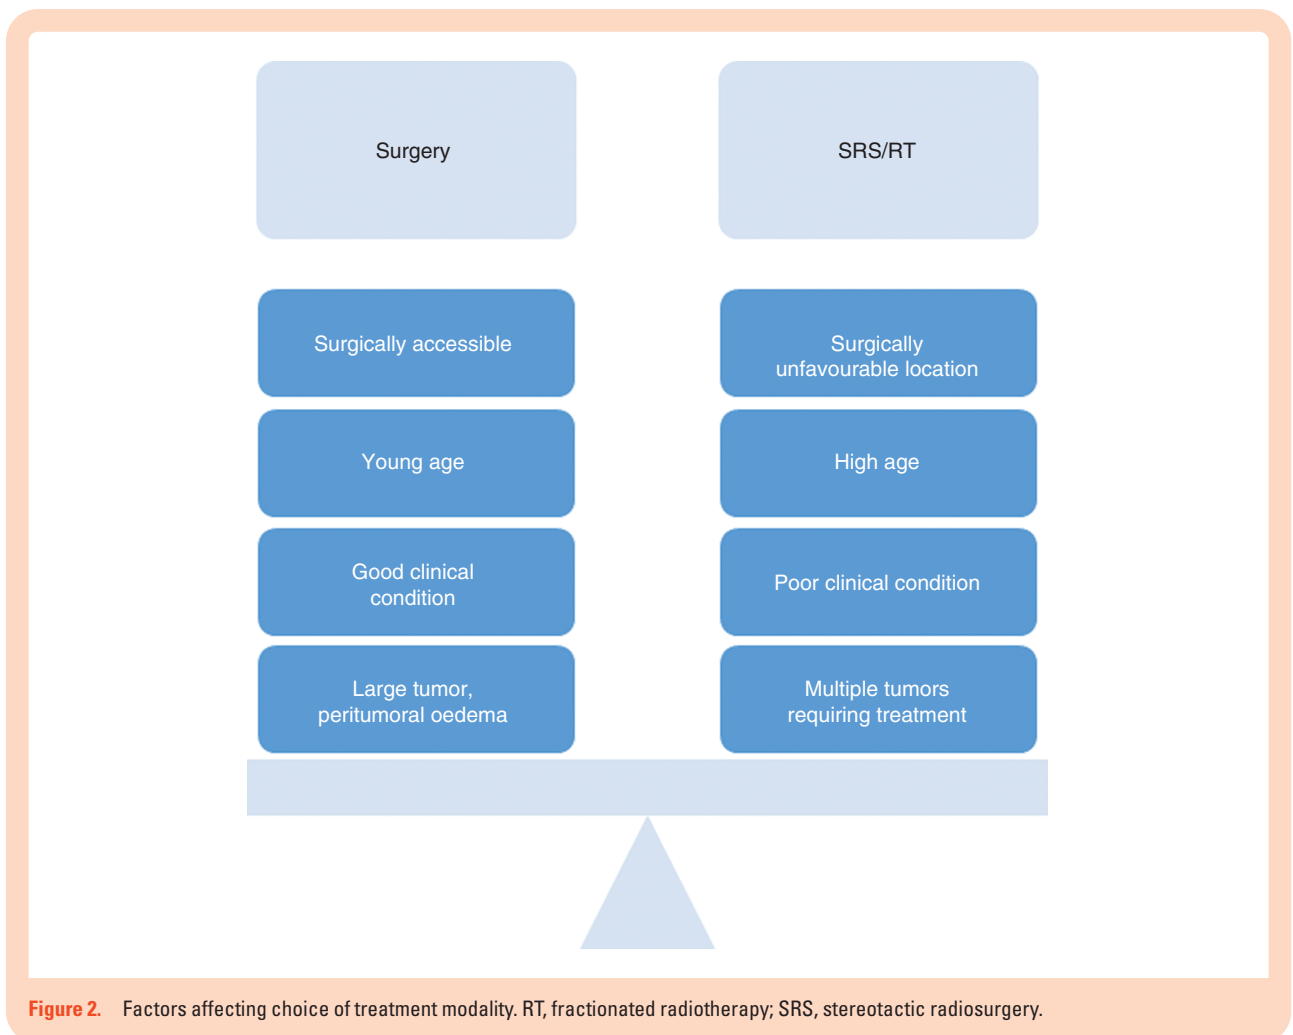 Surgery
SRS/RT
Surgically accessible
Surgically
unfavourable location
Young age
High age
Good clinical
condition
Poor clinical condition
Large tumor,
peritumoral oedema
Multiple tumors
requiring treatment
Figure 2. Factors affecting choice of treatment modality. RT, fractionated radiotherapy; SRS, stereotactic radiosurgery.